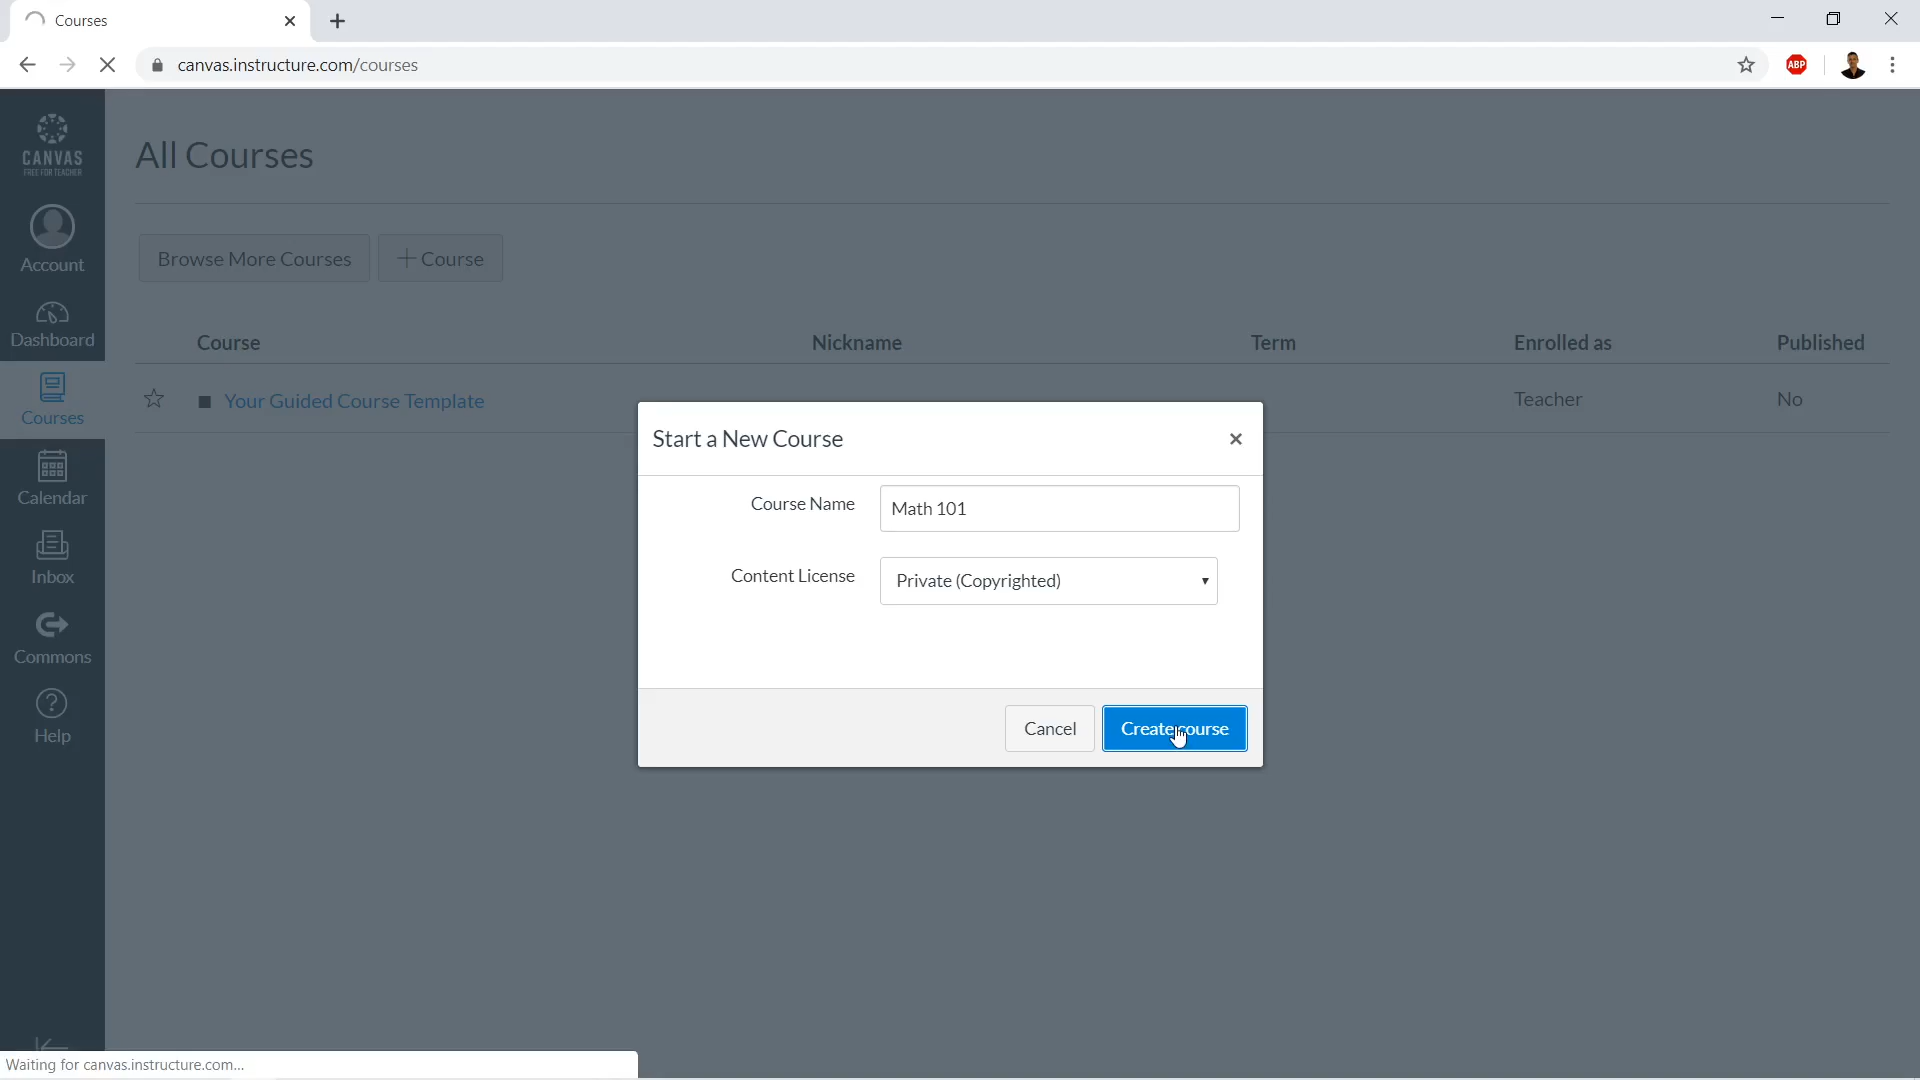 Courses
canvas.instructure.com/courses
ABP
CANVAS
FREE FOR TEACHER
Account
Dashboard
Courses
Calendar
Inbox
Commons
Help
All Courses
Browse More Courses
Course
Course Nickname Term Enrolled as Published
Your Guided Course Template Teacher No
Start a New Course
Course Name Math 101
Content License Private (Copyrighted)
Cancel Create course
Waiting for canvas.instructure.com...